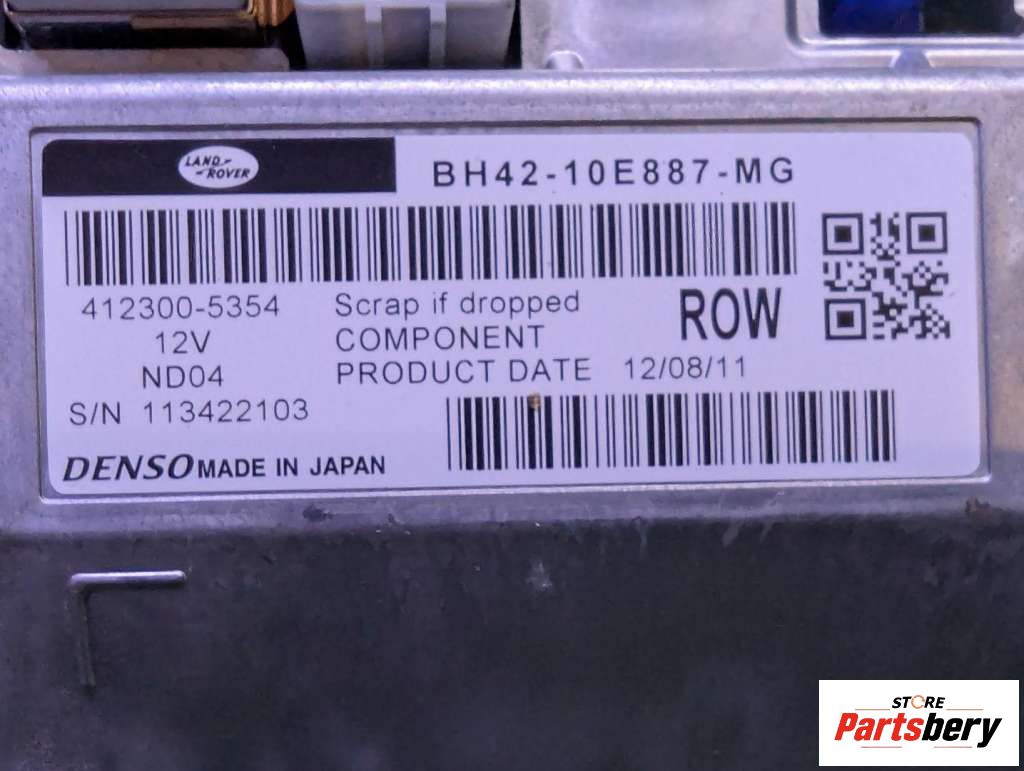 LAND-
ROVER
BH42-10E887-MG
412300-5354
Scrap if dropped
ROW
12V
COMPONENT
ND04
PRODUCT DATE 12/08/11
S/N 113422103
DENSO MADE IN JAPAN
STORE
Partsbery